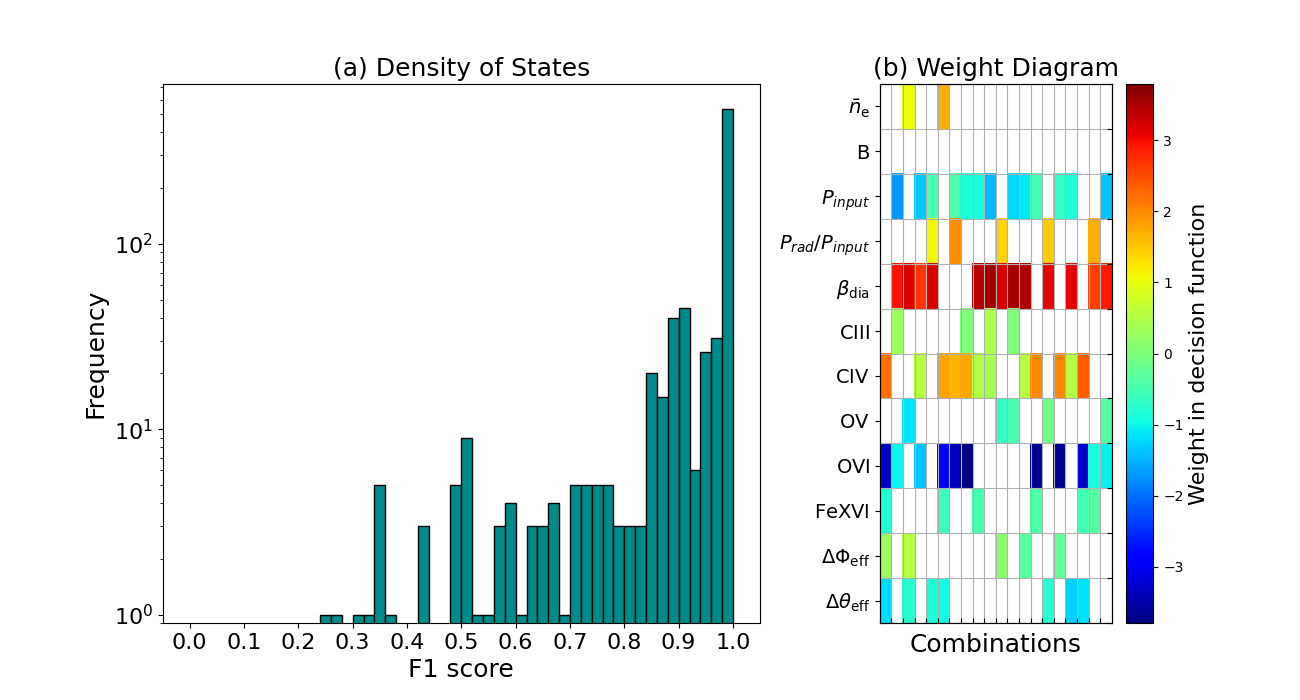 (a) Density of States
Frequency
10²
10¹
10⁰
0.0 0.1 0.2 0.3 0.4 0.5 0.6 0.7 0.8 0.9 1.0
F1 score
(b) Weight Diagram
n̄e
B
Pinput
Prad/Pinput
βdia
CIII
CIV
OV
OVI
FeXVI
ΔΦeff
Δθeff
Combinations
3
2
1
0
−1
−2
−3
Weight in decision function